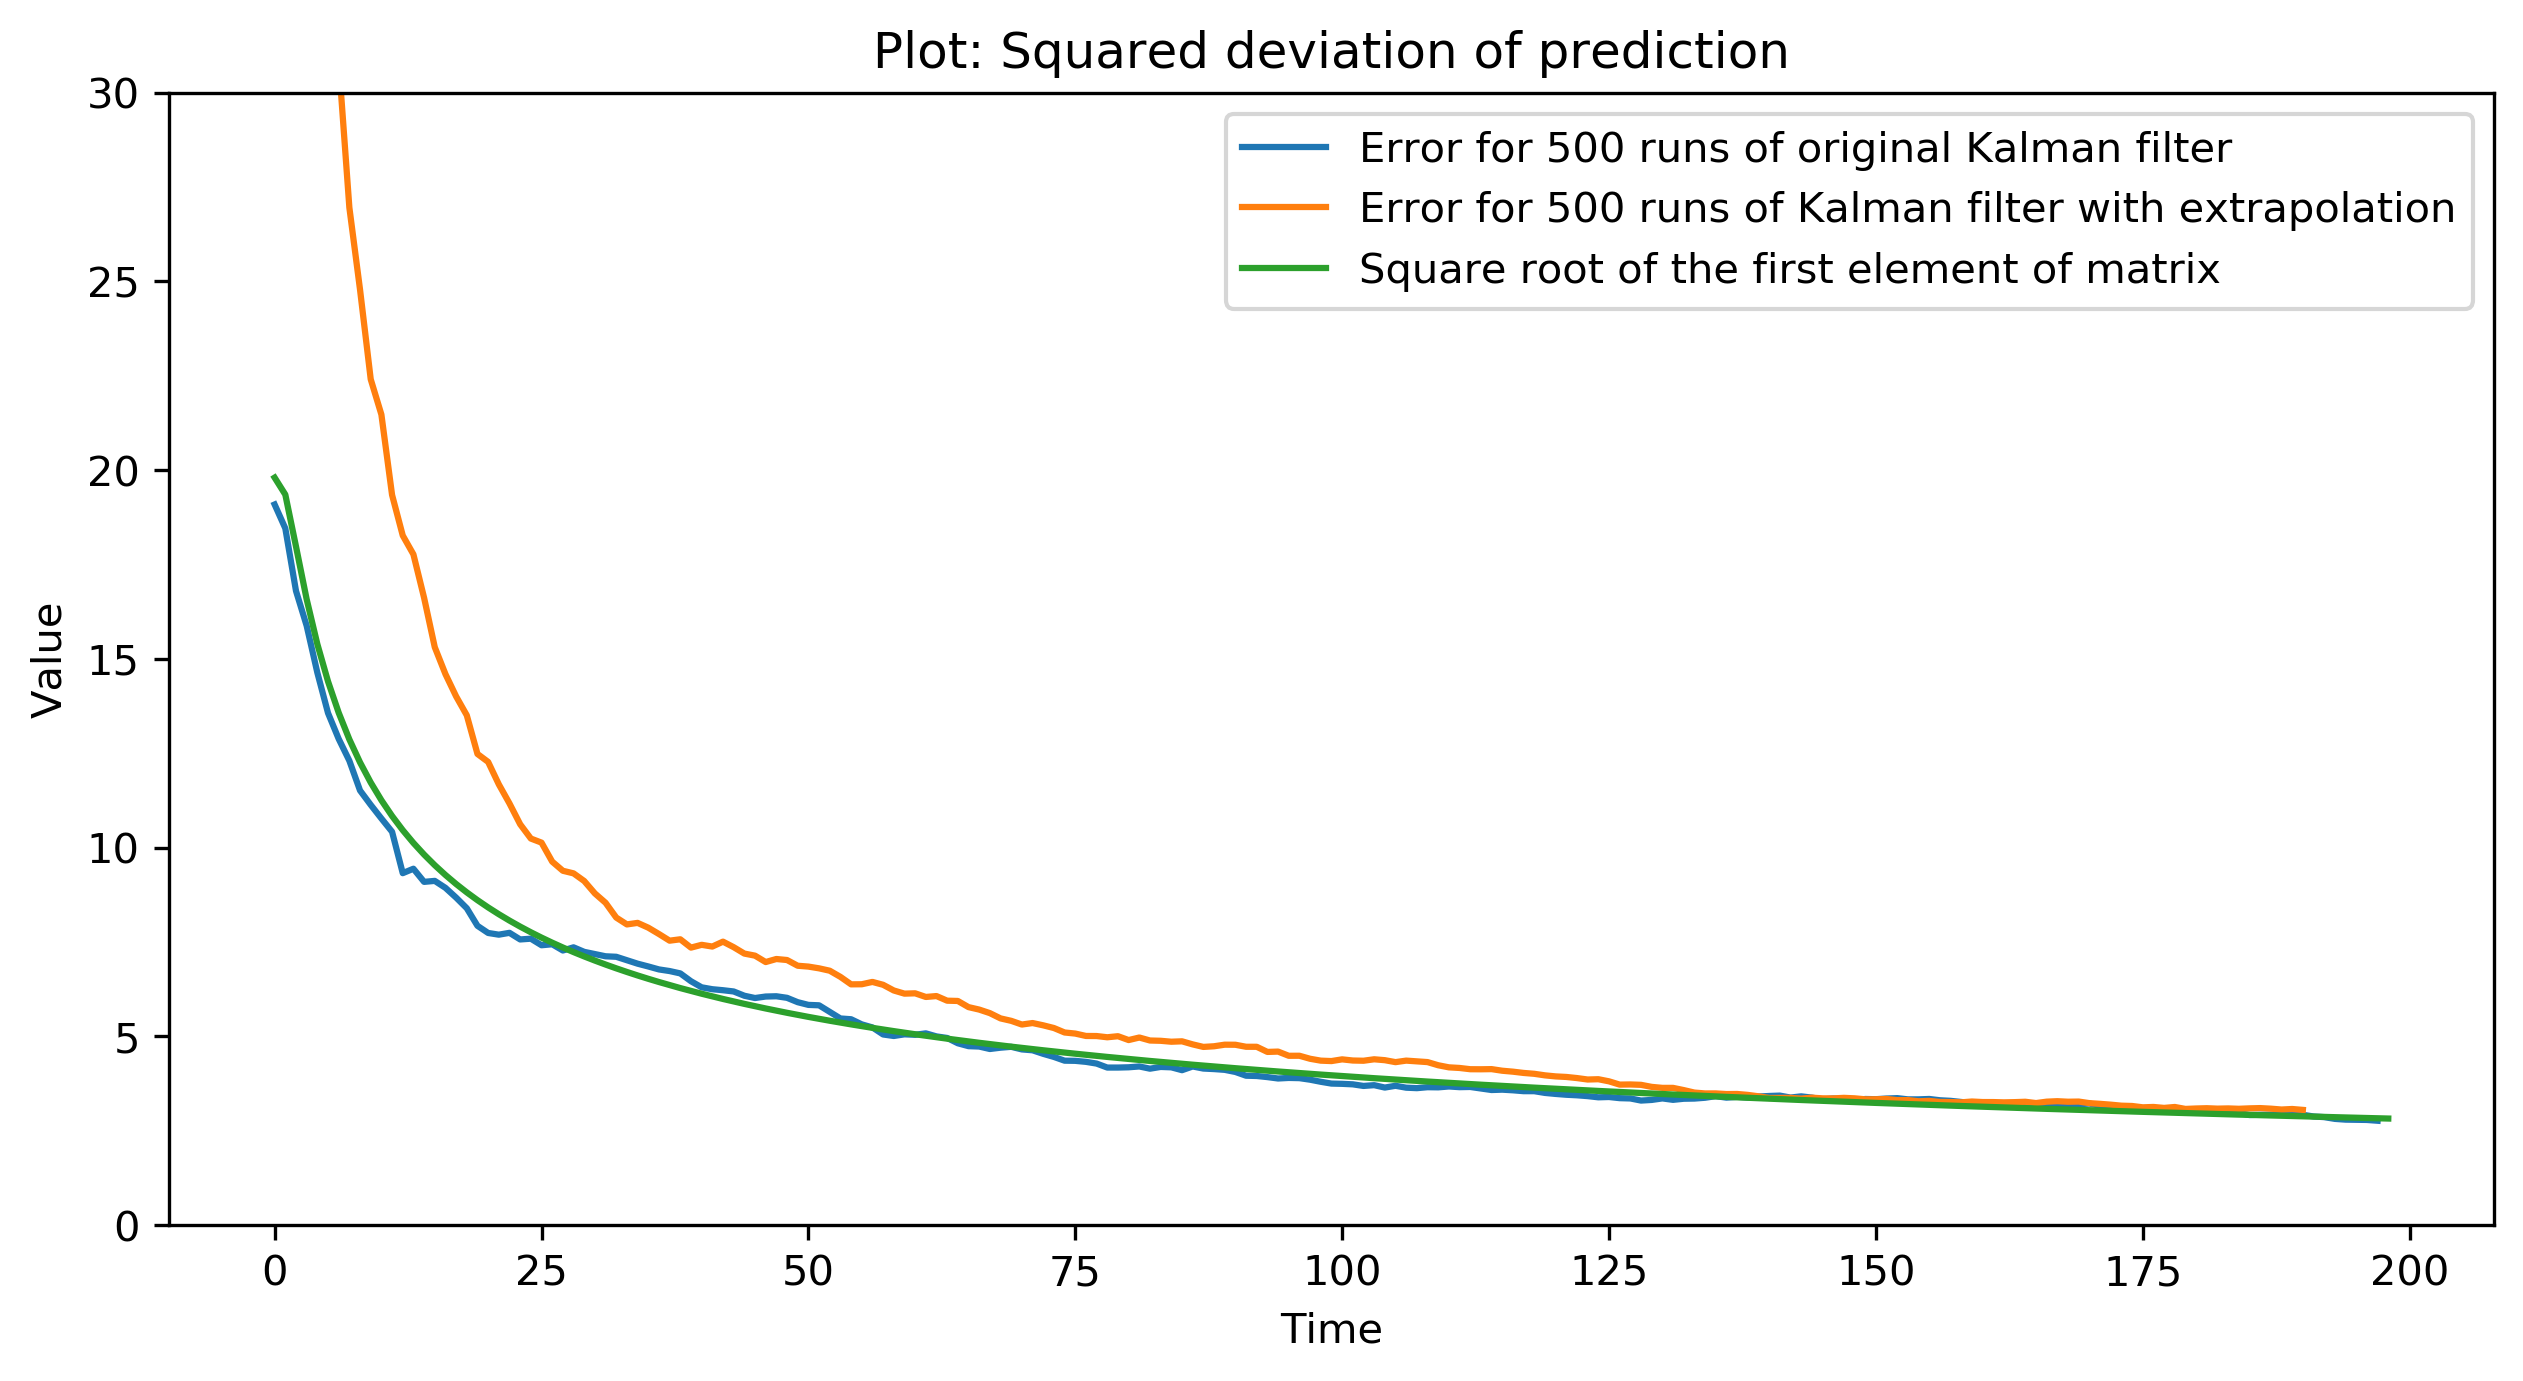 Plot: Squared deviation of prediction
Error for 500 runs of original Kalman filter
Error for 500 runs of Kalman filter with extrapolation
Square root of the first element of matrix
Value
30
25
20
15
10
5
0
0 25 50 75 100 125 150 175 200
Time